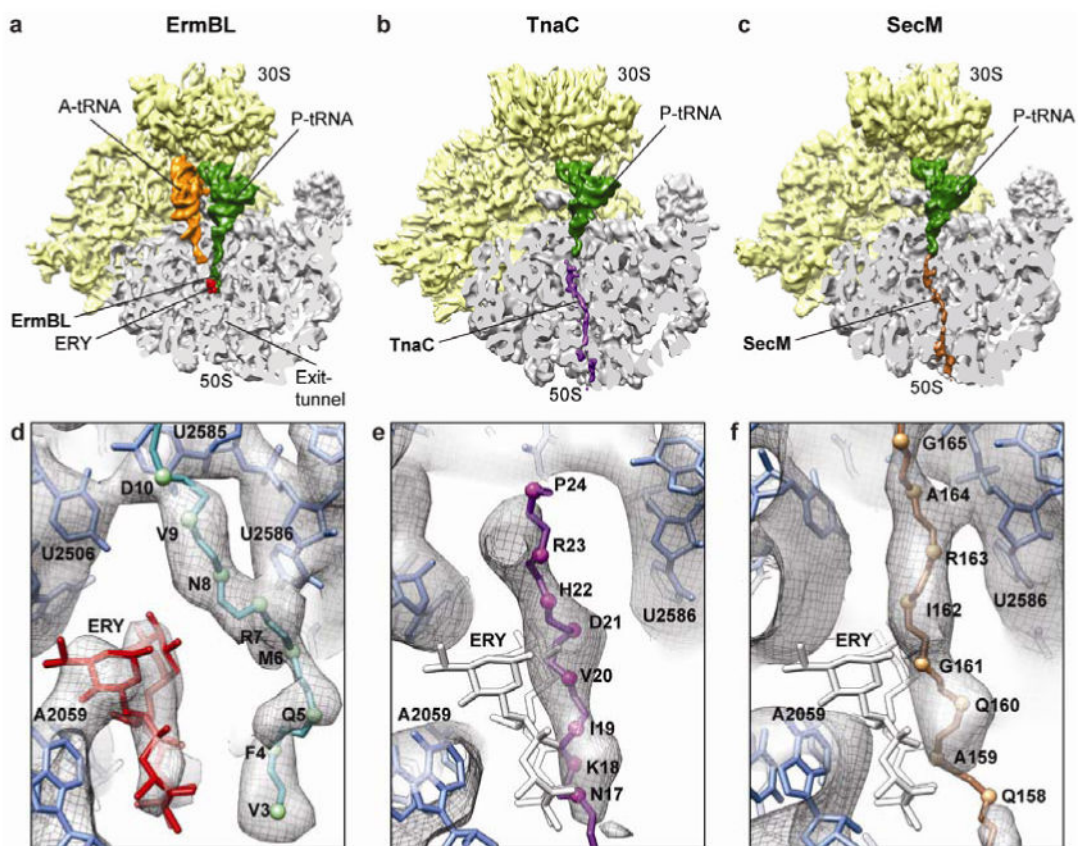 a ErmBL
30S
A-tRNA
P-tRNA
ErmBL
ERY
50S
Exit-
tunnel
b TnaC
30S
P-tRNA
TnaC
50S
c SecM
30S
P-tRNA
SecM
50S
d
U2585
D10
V9
U2506
U2586
N8
ERY
R7
M6
A2059
Q5
F4
V3
e
P24
R23
H22
U2586
D21
ERY
V20
A2059
I19
K18
N17
f
G165
A164
R163
I162
U2586
ERY
G161
Q160
A2059
A159
Q158